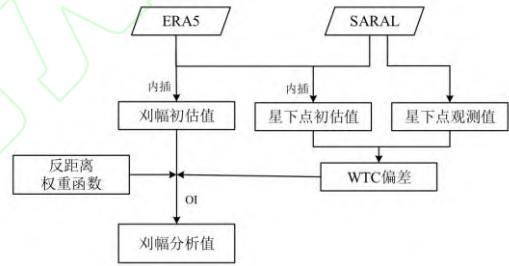 ERA5
SARAL
内插
内插
刈幅初估值
星下点初估值
星下点观测值
反距离
权重函数
WTC偏差
OI
刈幅分析值